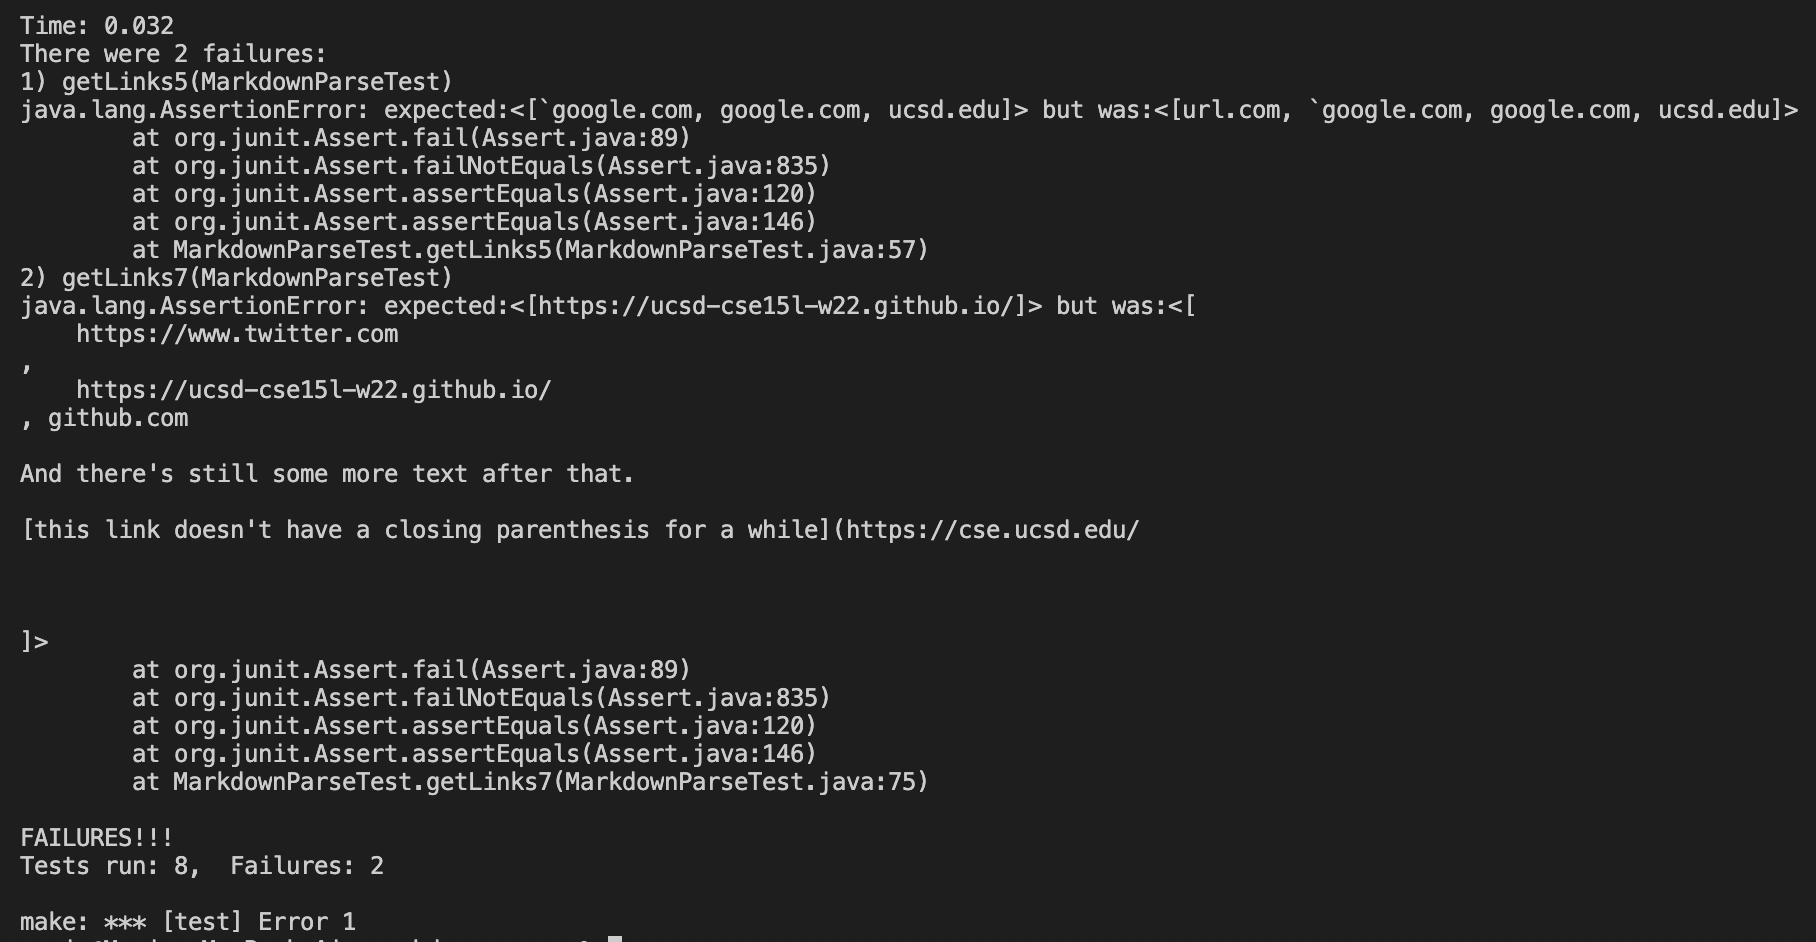 Time: 0.032
There were 2 failures:
1) getLinks5(MarkdownParseTest)
java.lang.AssertionError: expected:<[`google.com, google.com, ucsd.edu]> but was:<[url.com, `google.com, google.com, ucsd.edu]>
        at org.junit.Assert.fail(Assert.java:89)
        at org.junit.Assert.failNotEquals(Assert.java:835)
        at org.junit.Assert.assertEquals(Assert.java:120)
        at org.junit.Assert.assertEquals(Assert.java:146)
        at MarkdownParseTest.getLinks5(MarkdownParseTest.java:57)
2) getLinks7(MarkdownParseTest)
java.lang.AssertionError: expected:<[https://ucsd-cse15l-w22.github.io/]> but was:<[
    https://www.twitter.com
,
    https://ucsd-cse15l-w22.github.io/
, github.com

And there's still some more text after that.

[this link doesn't have a closing parenthesis for a while](https://cse.ucsd.edu/



]>
        at org.junit.Assert.fail(Assert.java:89)
        at org.junit.Assert.failNotEquals(Assert.java:835)
        at org.junit.Assert.assertEquals(Assert.java:120)
        at org.junit.Assert.assertEquals(Assert.java:146)
        at MarkdownParseTest.getLinks7(MarkdownParseTest.java:75)

FAILURES!!!
Tests run: 8,  Failures: 2

make: *** [test] Error 1